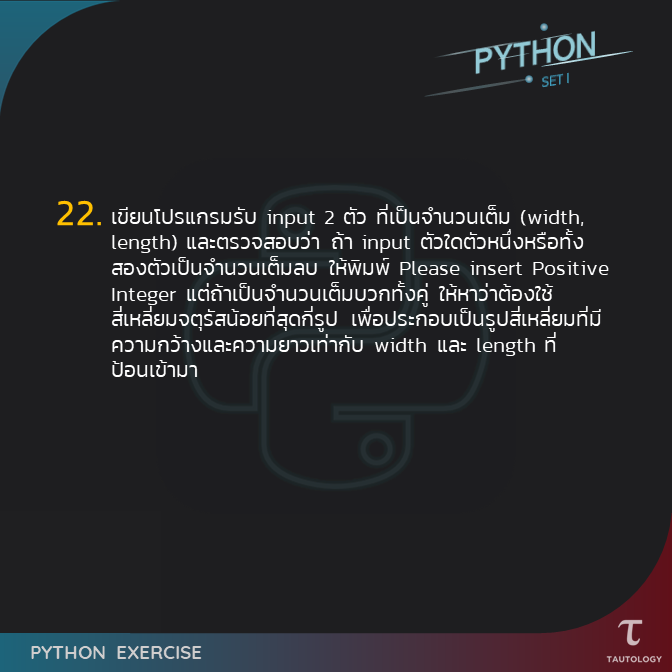 PYTHON
SET I
22. เขียนโปรแกรมรับ input 2 ตัว ที่เป็นจำนวนเต็ม (width,
length) และตรวจสอบว่า ถ้า input ตัวใดตัวหนึ่งหรือทั้ง
สองตัวเป็นจำนวนเต็มลบ ให้พิมพ์ Please insert Positive
Integer แต่ถ้าเป็นจำนวนเต็มบวกทั้งคู่ ให้หาว่าต้องใช้
สี่เหลี่ยมจตุรัสน้อยที่สุดกี่รูป เพื่อประกอบเป็นรูปสี่เหลี่ยมที่มี
ความกว้างและความยาวเท่ากับ width และ length ที่
ป้อนเข้ามา
PYTHON EXERCISE
τ
TAUTOLOGY